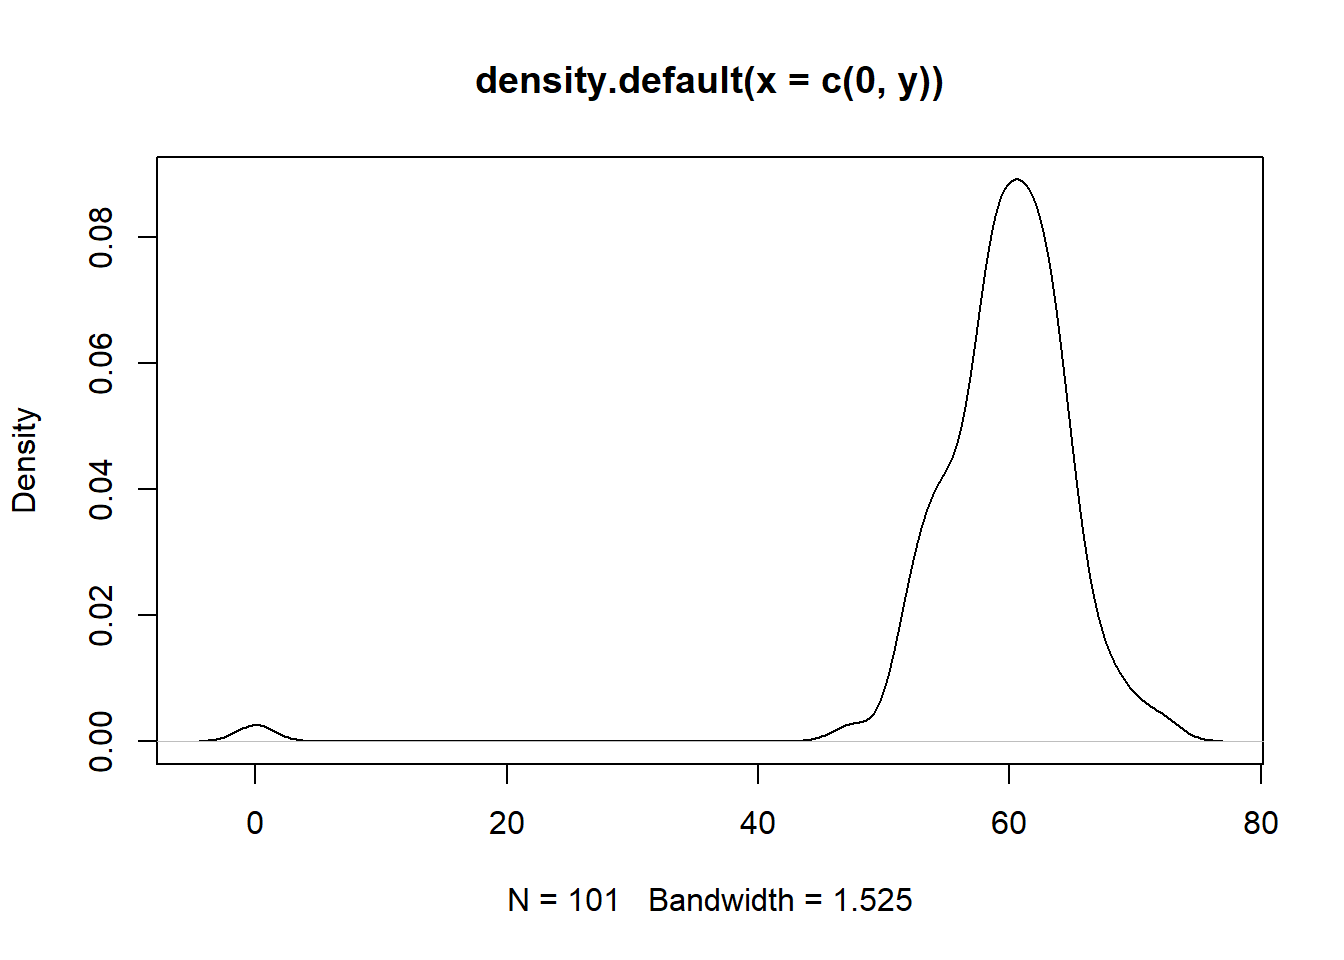 density.default(x = c(0, y))
Density
0.08
0.06
0.04
0.02
0.00
0 20 40 60 80
N = 101 Bandwidth = 1.525